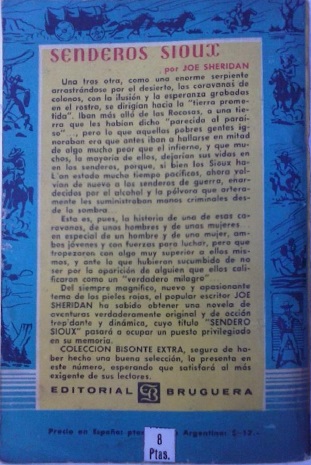 SENDEROS SIOUX
por JOE SHERIDAN
Una tras otra, como una enorme serpiente
arrastrándose por el desierto, las caravanas de
colonos, con la ilusión y la esperanza grabadas
en el rostro, se dirigían hacia la "tierra prome-
tida". Iban más allá de las Rocosas, a una tie-
rra que les habían dicho "parecida al paraí-
so" .., pero lo que aquellas pobres gentes ig-
noraban era que antes iban a hallarse en mitad
de algo mucho peor que el infierno, y que mu-
chos, la mayoría de ellos, dejarían sus vidas en
en los senderos, porque, si bien los Sioux ha-
bían estado mucho tiempo pacíficos, ahora vol-
vían de nuevo a los senderos de guerra, enar-
decidos por el alcohol y la pólvora que artera-
mente les suministraban manos criminales des-
de la sombra
Esta es, pues, la historia de una de esas ca-
ravanas, de unos hombres y de unas mujeres ...
en especial de un hombre y de una mujer, am-
bos jóvenes y con fuerzas para luchar, pero que
tropezaron con algo muy superior a ellos mis-
mos, y ante lo que hubieran sucumbido de no
ser por la aparición de alguien que ellos cali-
ficaron como un "verdadero milagro"
Del siempre magnífico, nuevo y apasionante
tema de los pieles rojas, el popular escritor JOE
SHERIDAN ha sabido obtener una novela de
aventuras verdaderamente original y de acción
trepidante y dinámica, cuyo título "SENDERO
SIOUX" pasará a ocupar un puesto privilegiado
en su memoria.
COLECCION BISONTE EXTRA, segura de ha-
ber hecho una buena selección, la presenta en
este número, esperando que satisfará al más
exigente de sus lectores.
EDITORIAL B BRUGUERA
Precio en España: ptas. Argentina: $ 12.-
8
Ptas.